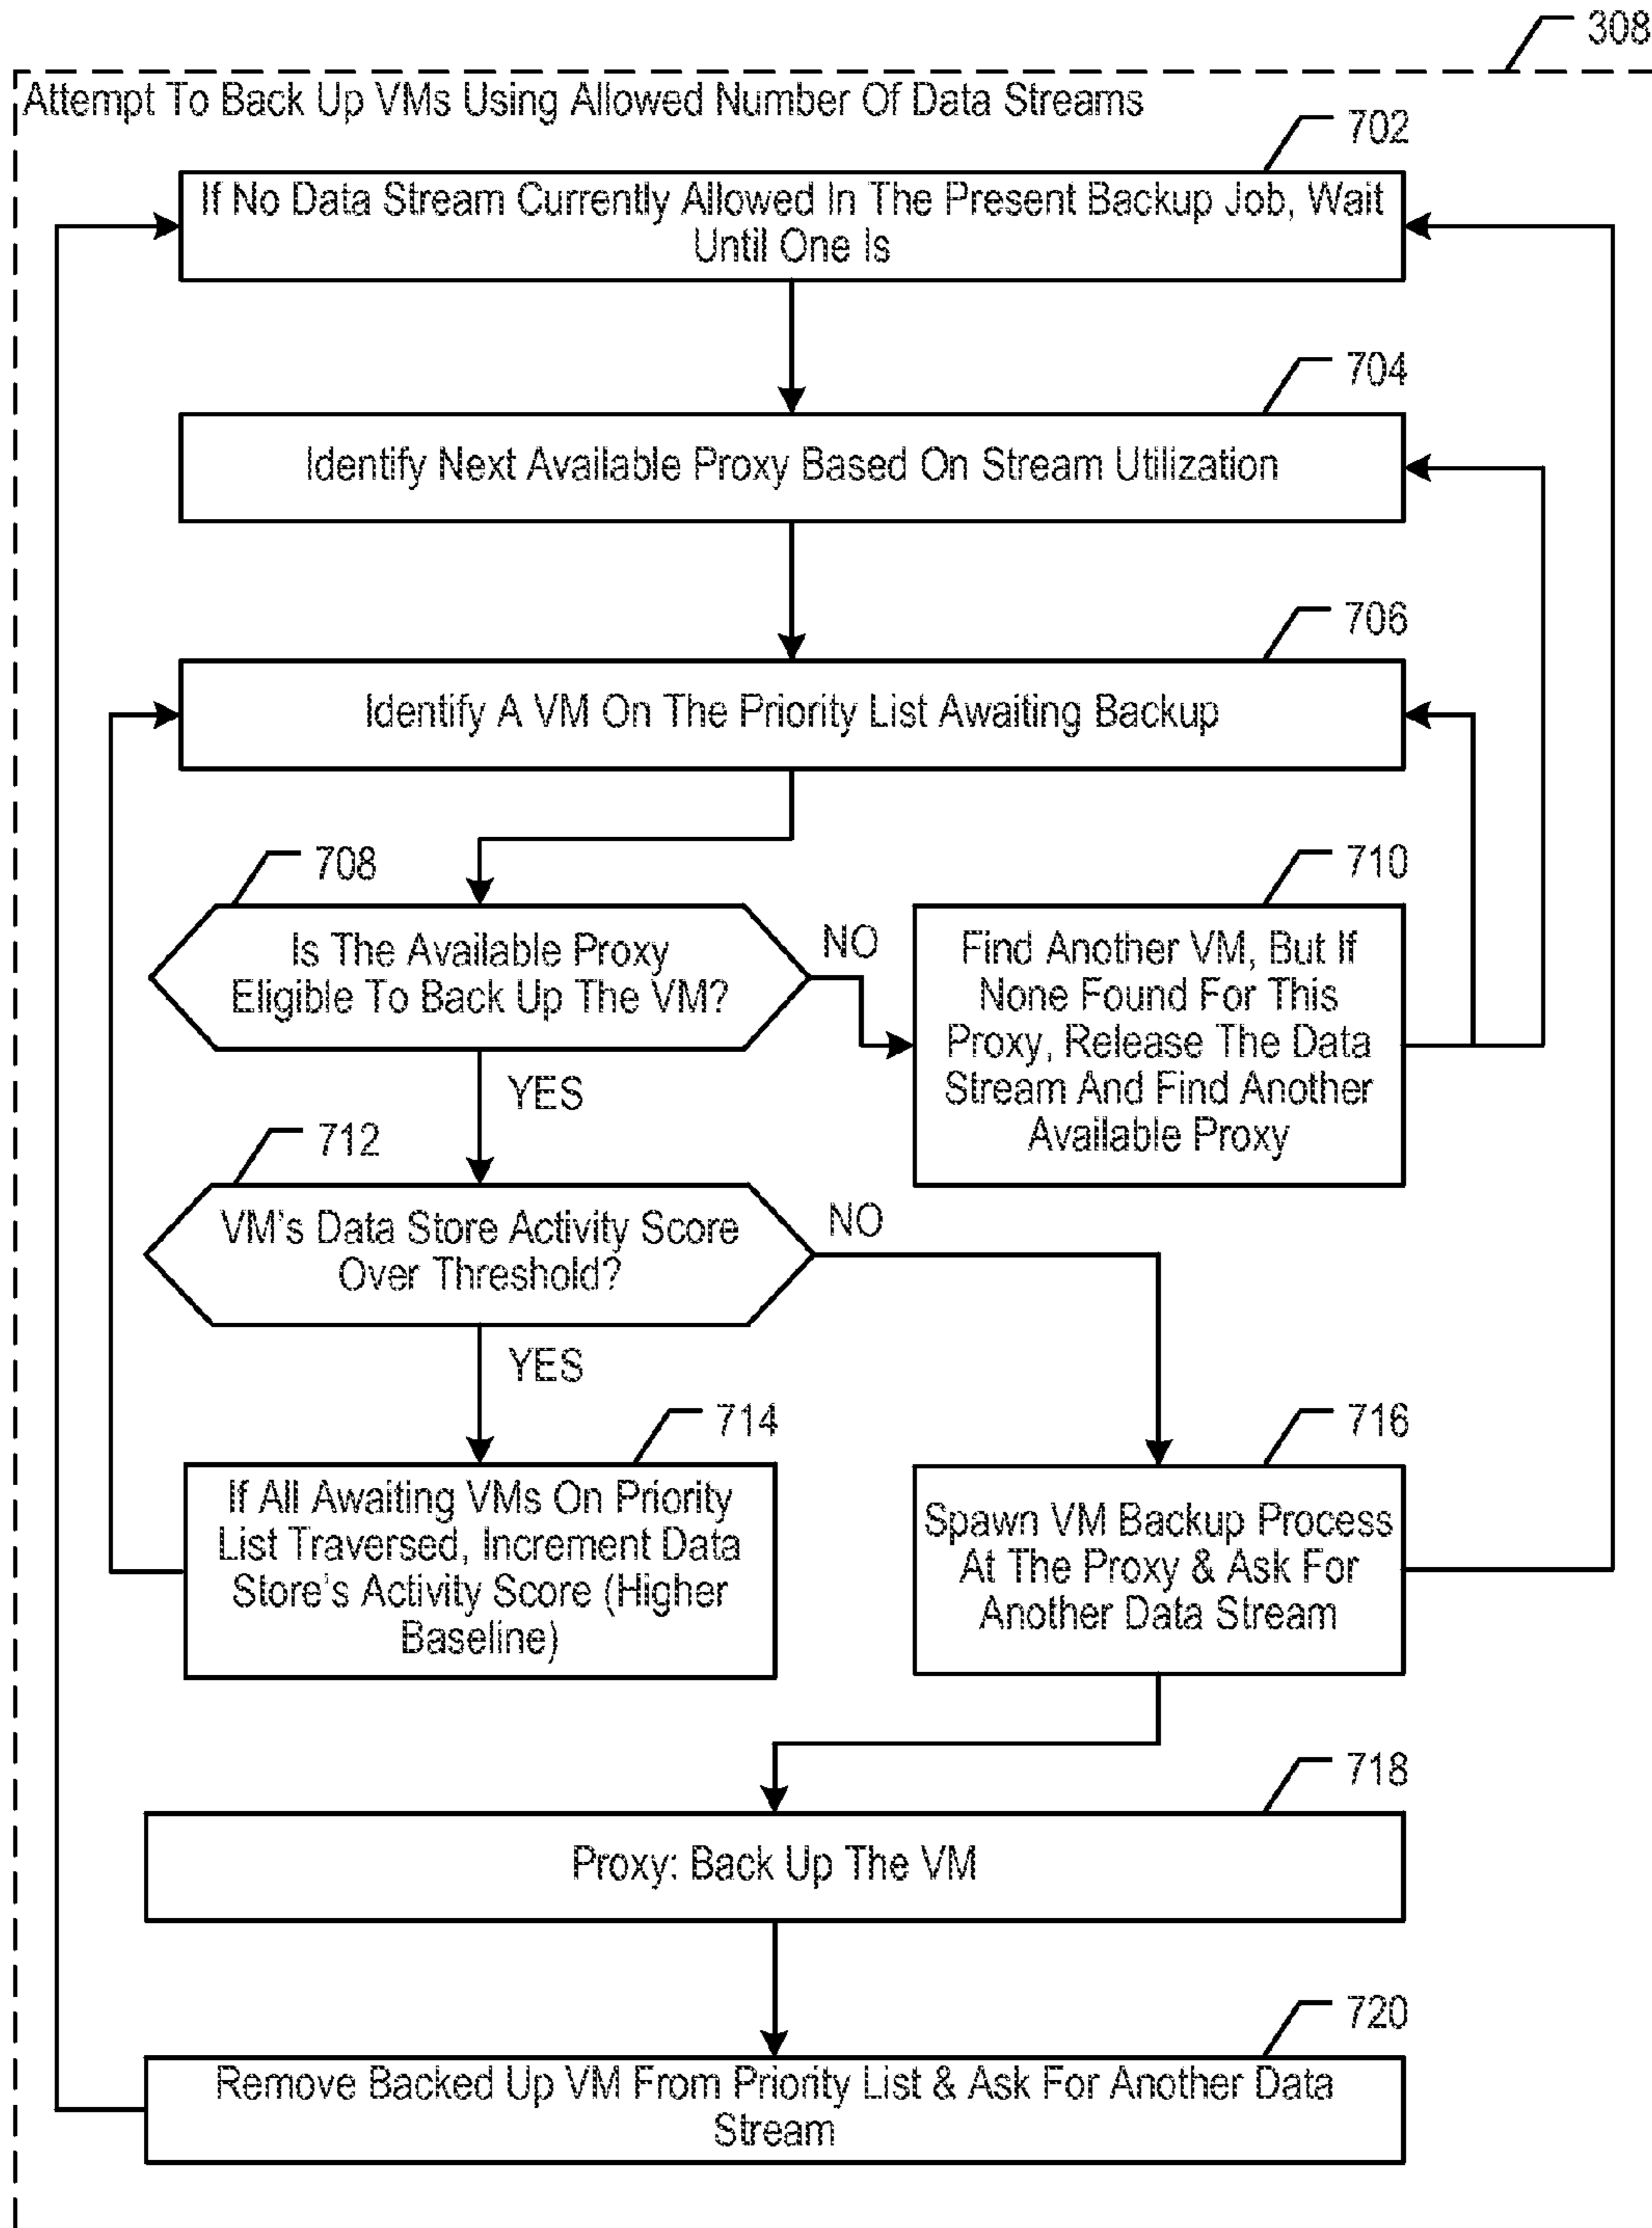 308
Attempt To Back Up VMs Using Allowed Number Of Data Streams
702
If No Data Stream Currently Allowed In The Present Backup Job, Wait
Until One Is
704
Identify Next Available Proxy Based On Stream Utilization
706
Identify A VM On The Priority List Awaiting Backup
708
Is The Available Proxy
Eligible To Back Up The VM?
NO
YES
710
Find Another VM, But If
None Found For This
Proxy, Release The Data
Stream And Find Another
Available Proxy
712
VM's Data Store Activity Score
Over Threshold?
NO
YES
714
If All Awaiting VMs On Priority
List Traversed, Increment Data
Store's Activity Score (Higher
Baseline)
716
Spawn VM Backup Process
At The Proxy & Ask For
Another Data Stream
718
Proxy: Back Up The VM
720
Remove Backed Up VM From Priority List & Ask For Another Data
Stream